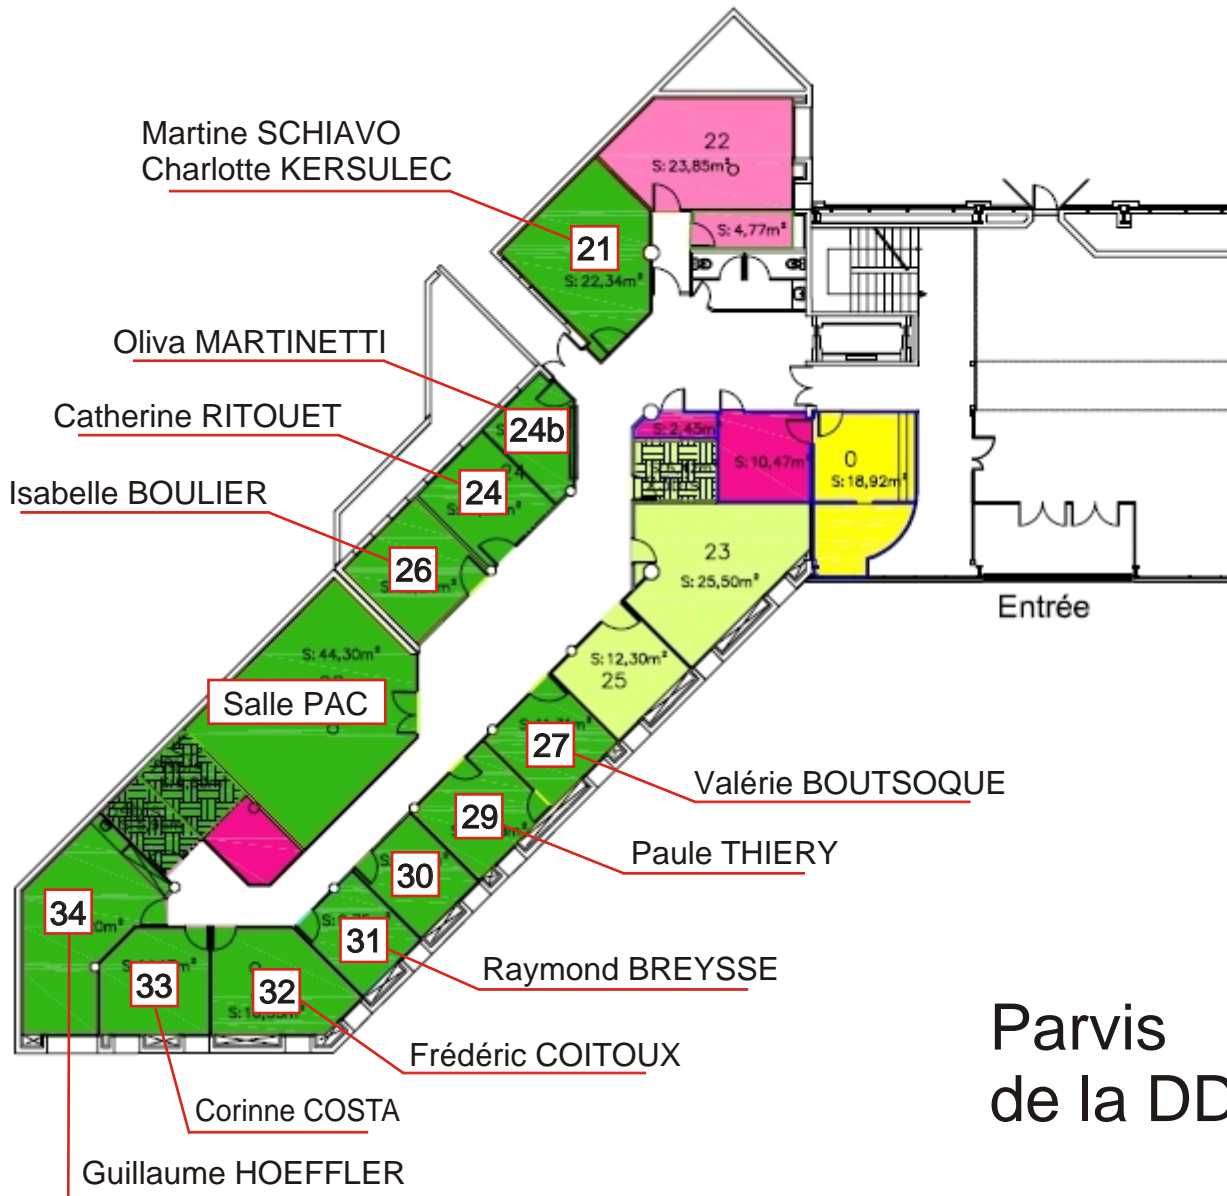 Martine SCHIAVO
Charlotte KERSULEC
22
S: 23,85m²
S: 4,77m²
21
S: 22,34m²
Oliva MARTINETTI
24b
Catherine RITOUET
24
Isabelle BOULIER
26
S: 2,45m²
S: 10,47m²
0
S: 18,92m²
23
S: 25,50m²
Entrée
S: 44,30m²
Salle PAC
S: 12,30m²
25
27
Valérie BOUTSOQUE
29
Paule THIERY
30
31
Raymond BREYSSE
34
33
32
Frédéric COITOUX
Corinne COSTA
Guillaume HOEFFLER
Parvis
de la DD